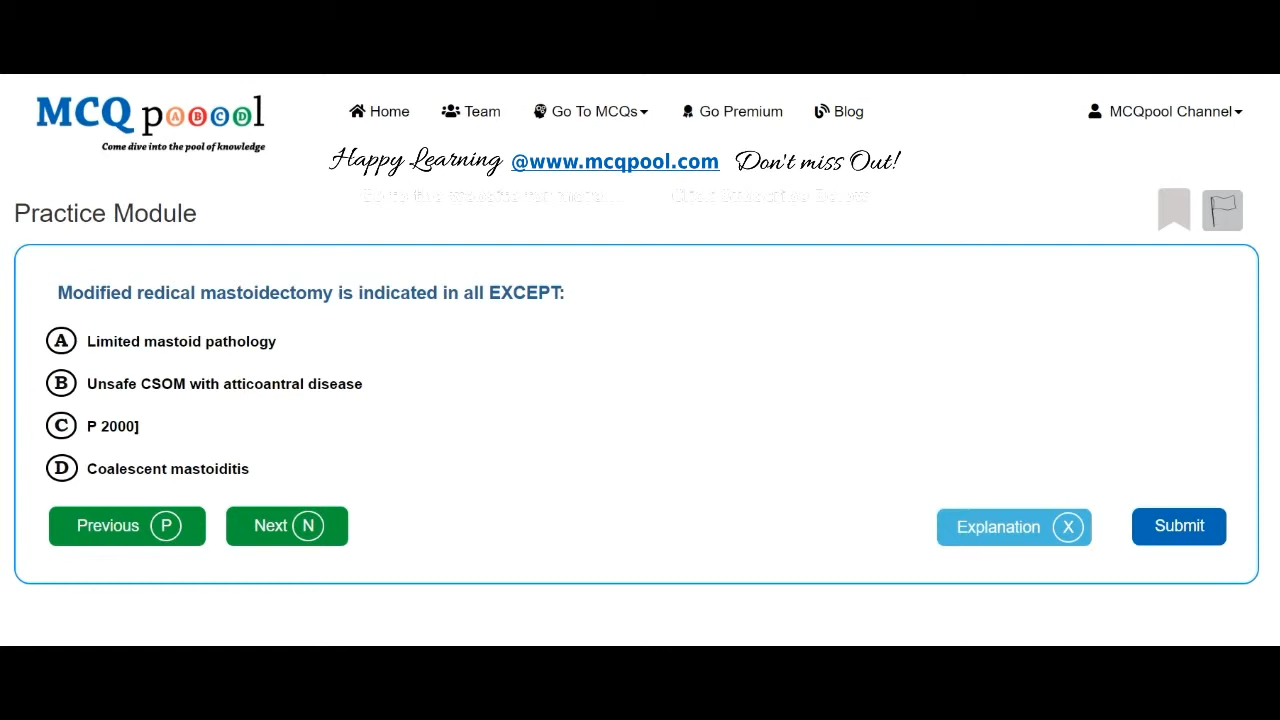 MCQ pABCDl
Come dive into the pool of knowledge
Home Team Go To MCQs Go Premium Blog MCQpool Channel
Happy Learning @www.mcqpool.com Don't miss Out!
Practice Module
Modified redical mastoidectomy is indicated in all EXCEPT:
A Limited mastoid pathology
B Unsafe CSOM with atticoantral disease
C P 2000]
D Coalescent mastoiditis
Previous P Next N Explanation X Submit